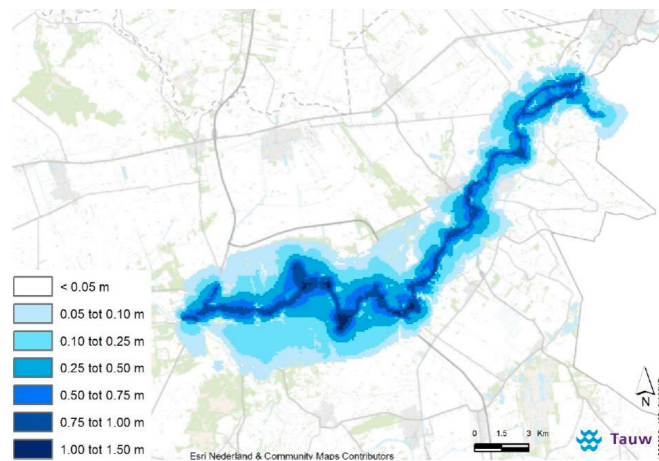 < 0.05 m
0.05 tot 0.10 m
0.10 tot 0.25 m
0.25 tot 0.50 m
0.50 tot 0.75 m
0.75 tot 1.00 m
1.00 tot 1.50 m
N
0 1.5 3 Km
Tauw
Esri Nederland & Community Maps Contributors